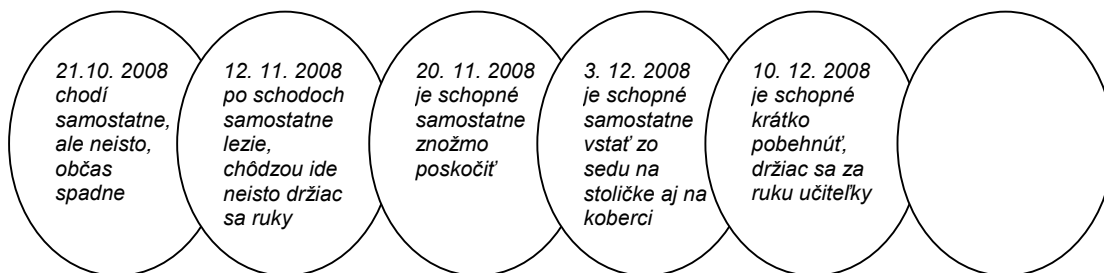 21.10. 2008
chodí
samostatne,
ale neisto,
občas
spadne
12. 11. 2008
po schodoch
samostatne
lezie,
chôdzou ide
neisto držiac
sa ruky
20. 11. 2008
je schopné
samostatne
znožmo
poskočiť
3. 12. 2008
je schopné
samostatne
vstať zo
sedu na
stoličke aj na
koberci
10. 12. 2008
je schopné
krátko
pobehnúť,
držiac sa za
ruku učiteľky